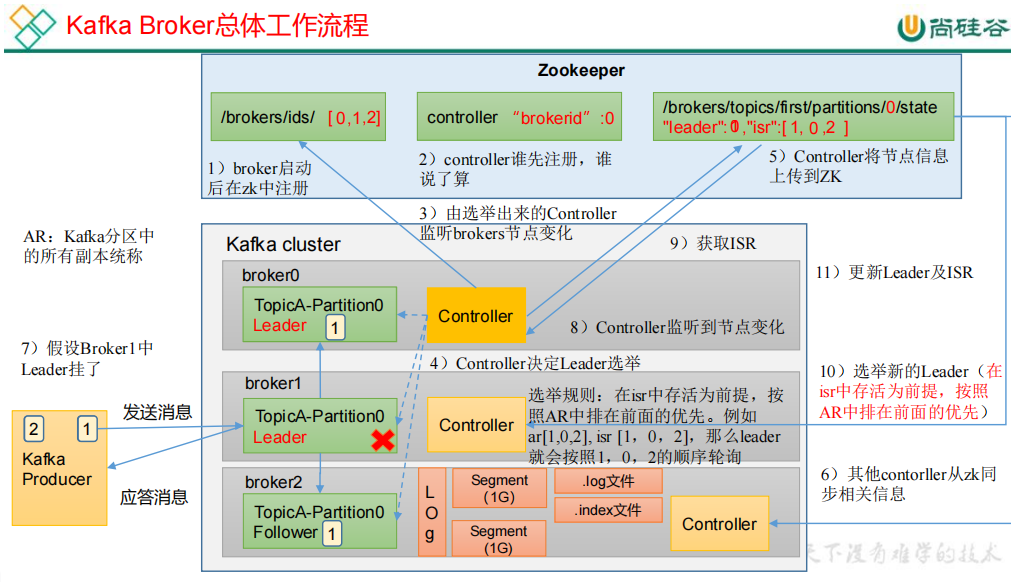 Kafka Broker总体工作流程
尚硅谷
Zookeeper
/brokers/ids/ [ 0,1,2]
controller “brokerid”:0
/brokers/topics/first/partitions/0/state
"leader": ,"isr":[ 1, 0 ,2 ]
1）broker启动
后在zk中注册
2）controller谁先注册，谁
说了算
5）Controller将节点信息
上传到ZK
3）由选举出来的Controller
监听brokers节点变化
9）获取ISR
AR：Kafka分区中
的所有副本统称
Kafka cluster
11）更新Leader及ISR
broker0
TopicA-Partition0
Leader
1
Controller
8）Controller监听到节点变化
7）假设Broker1中
Leader挂了
4）Controller决定Leader选举
10）选举新的Leader（在
isr中存活为前提，按照
AR中排在前面的优先）
broker1
TopicA-Partition0
Leader
Controller
选举规则：在isr中存活为前提，按
照AR中排在前面的优先。例如
ar[1,0,2], isr [1，0，2]，那么leader
就会按照1，0，2的顺序轮询
发送消息
2
1
Kafka
Producer
应答消息
6）其他contorller从zk同
步相关信息
broker2
TopicA-Partition0
Follower
1
LOg
Segment
（1G）
.log文件
.index文件
Segment
（1G）
Controller
天下没有难学的技术